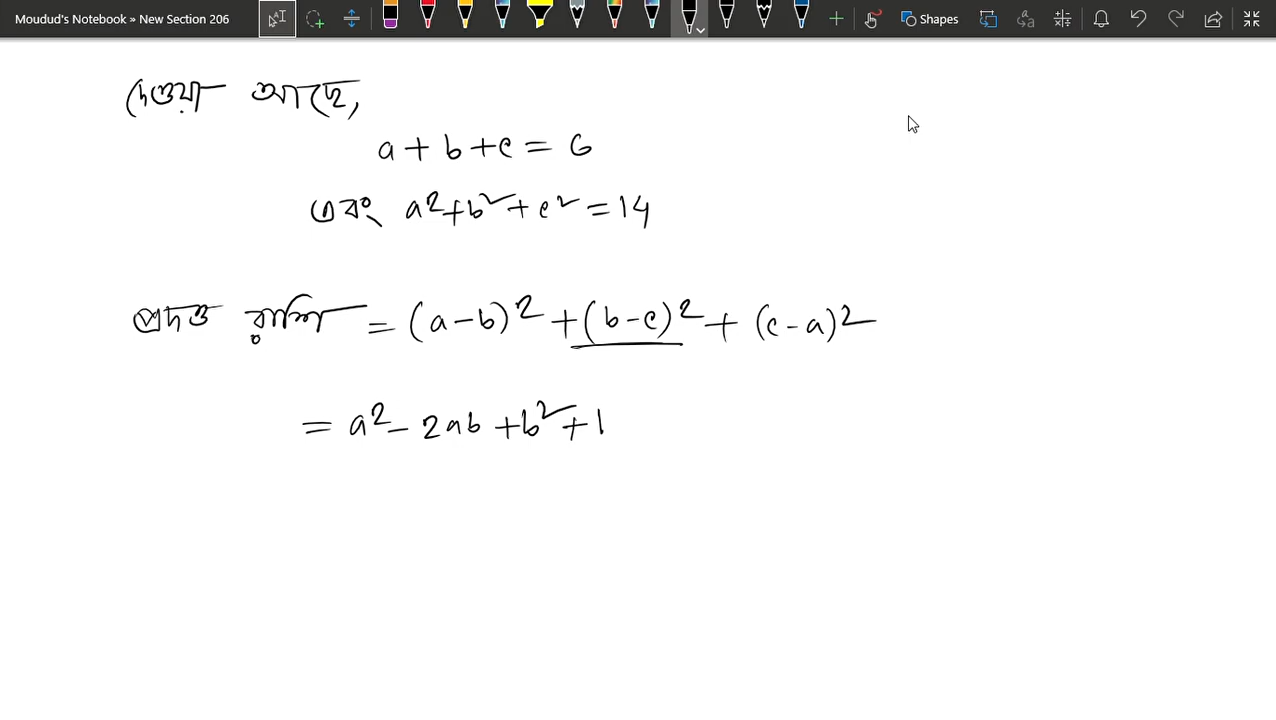 Moudud's Notebook » New Section 206
Shapes
দেওয়া আছে,
a + b + c = 6
এবং a² + b² + c² = 14
প্রদত্ত রাশি = (a - b)² + (b - c)² + (c - a)²
= a² - 2ab + b² + 1